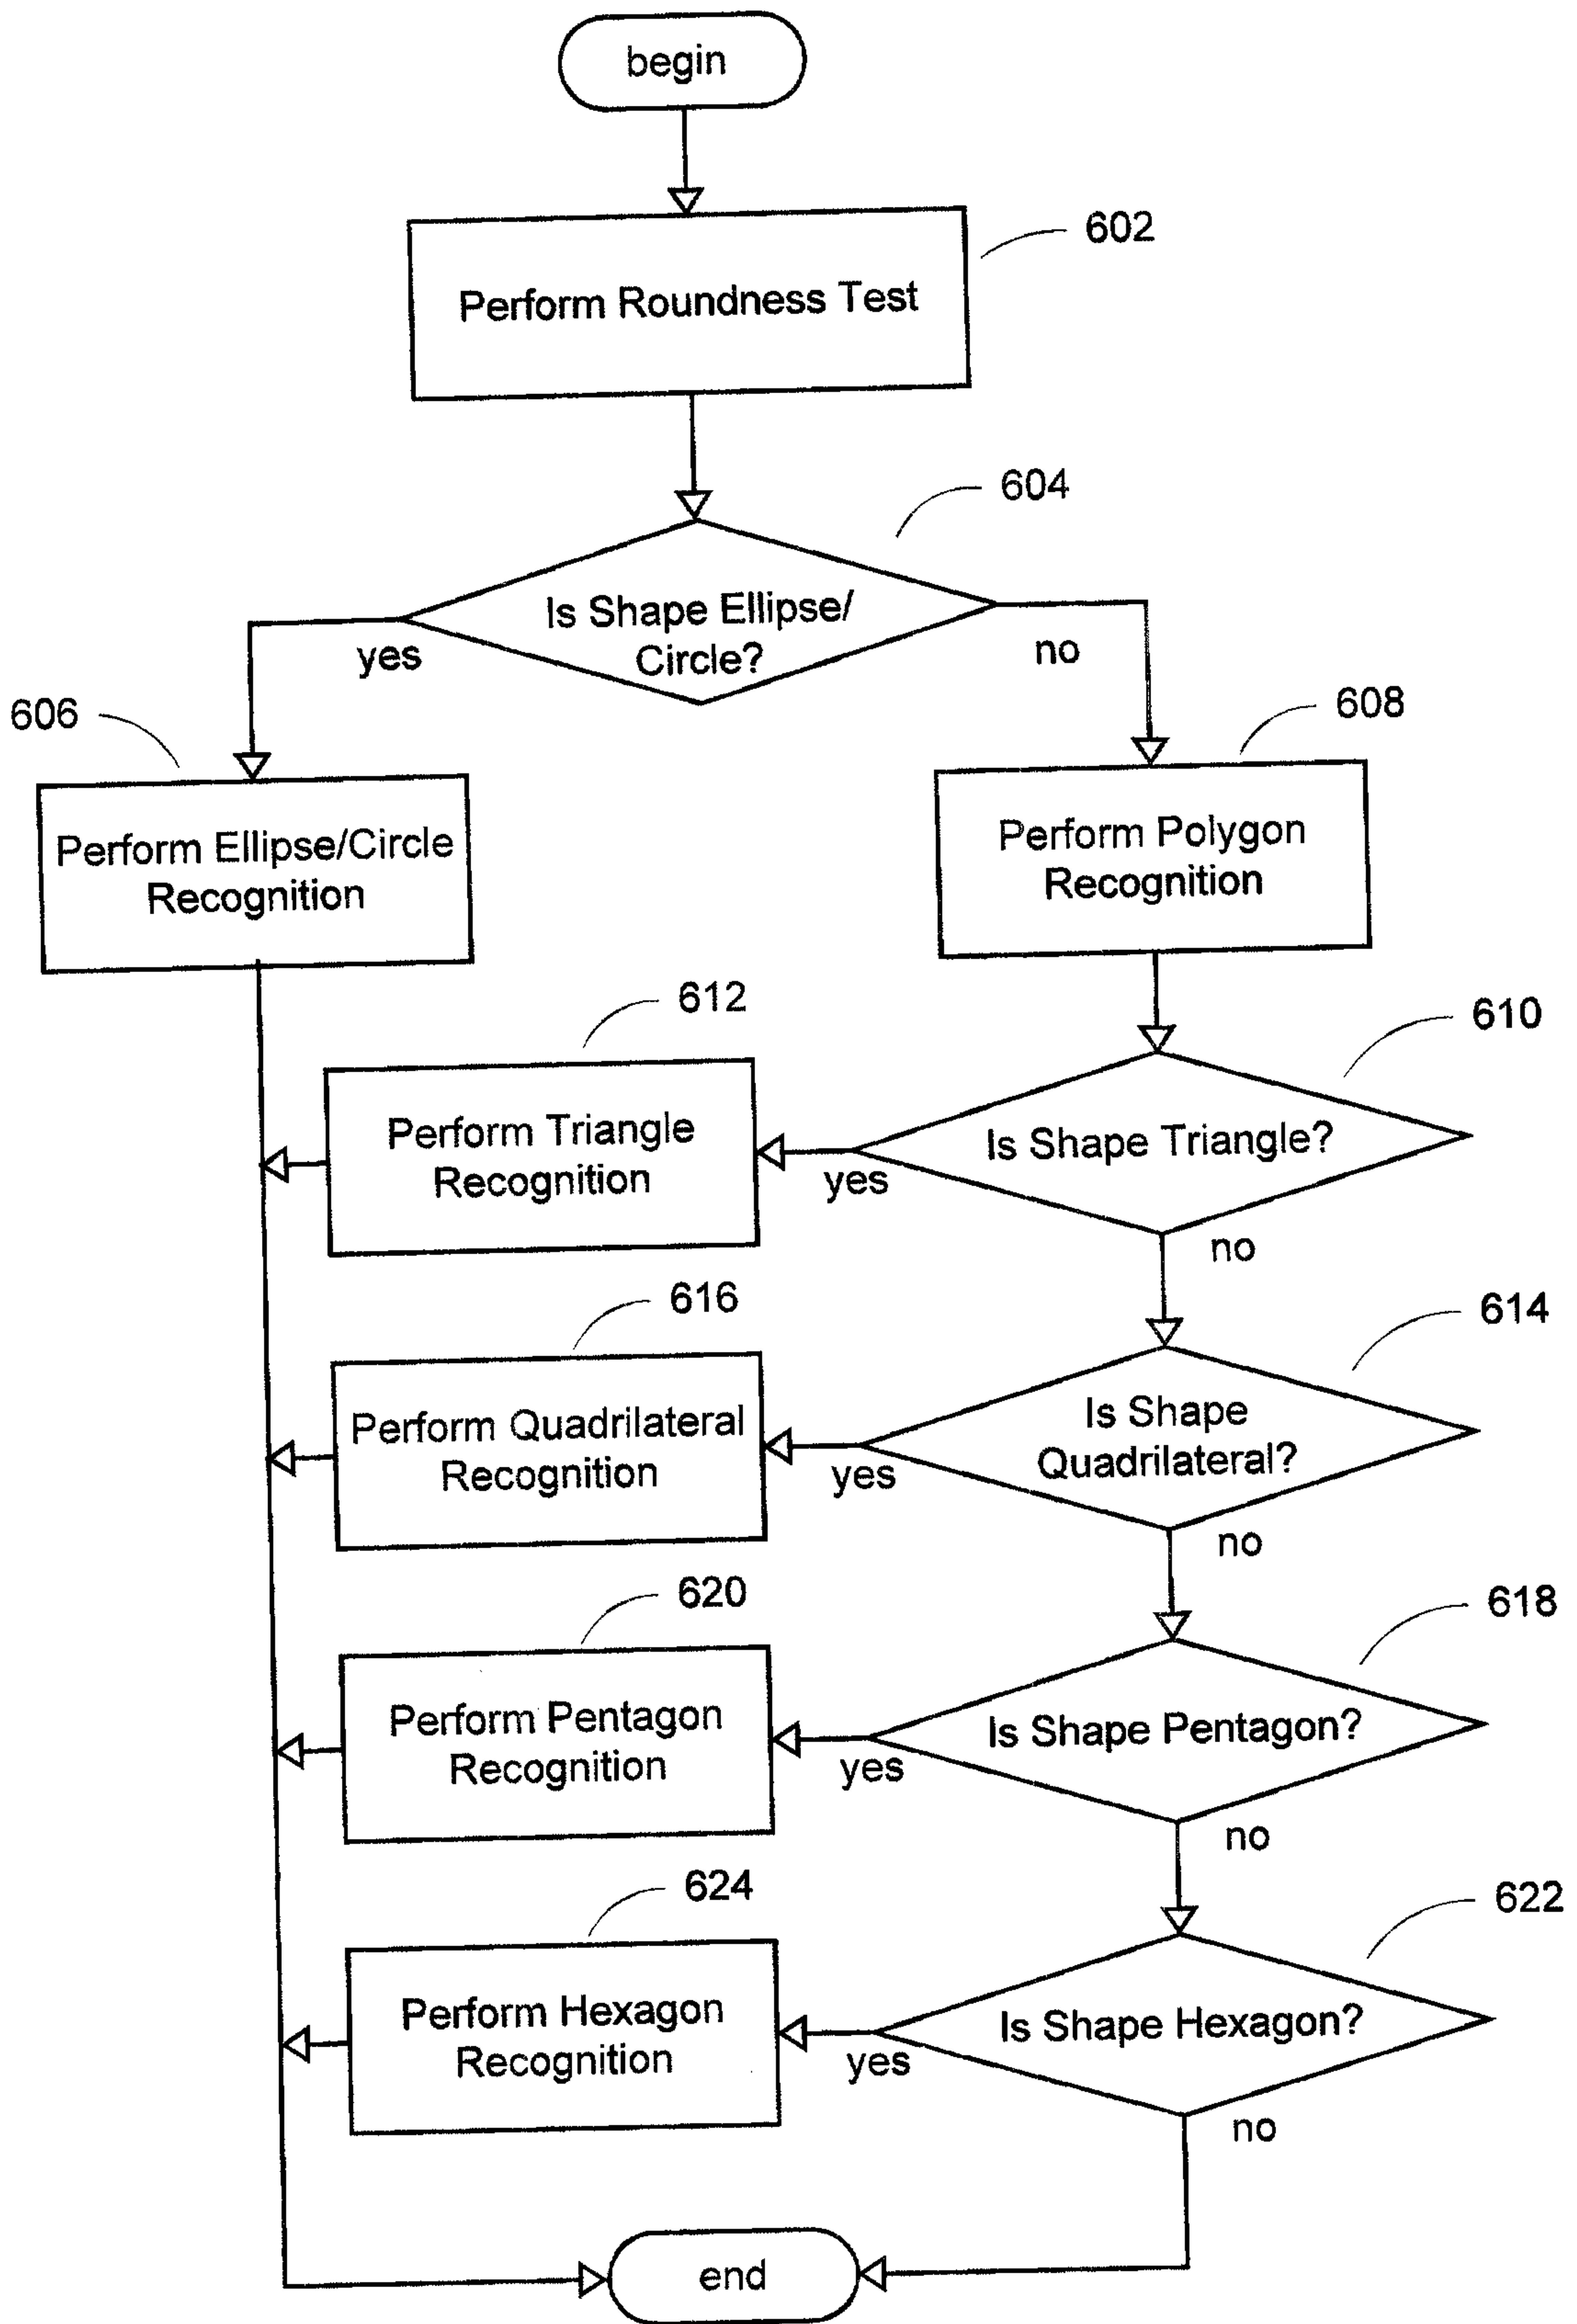 begin
602
Perform Roundness Test
604
Is Shape Ellipse/
Circle?
yes
no
606
608
Perform Ellipse/Circle
Recognition
Perform Polygon
Recognition
612
610
Perform Triangle
Recognition
Is Shape Triangle?
yes
no
616
614
Perform Quadrilateral
Recognition
Is Shape
Quadrilateral?
yes
no
620
618
Perform Pentagon
Recognition
Is Shape Pentagon?
yes
no
624
622
Perform Hexagon
Recognition
Is Shape Hexagon?
yes
no
end